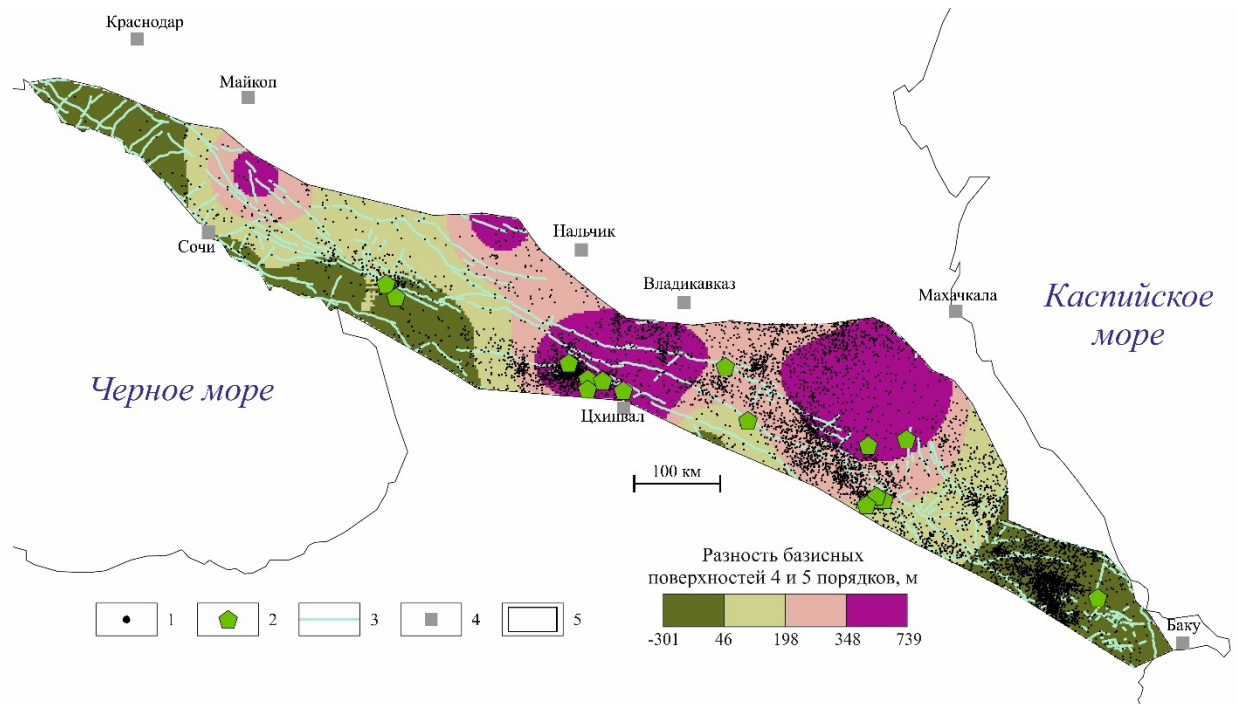 Краснодар
Майкоп
Сочи
Нальчик
Владикавказ
Махачкала
Каспийское
море
Черное море
Цхинвал
100 км
Разность базисных
поверхностей 4 и 5 порядков, м
-301 46 198 348 739
1 2 3 4 5
Баку